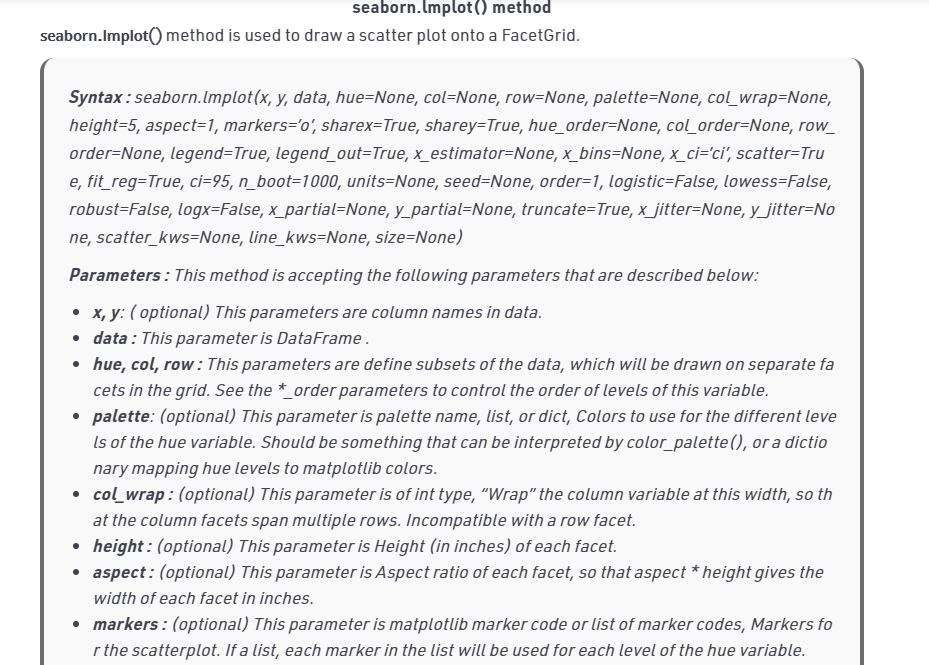 seaborn.lmplot() method
seaborn.lmplot() method is used to draw a scatter plot onto a FacetGrid.
Syntax : seaborn.lmplot(x, y, data, hue=None, col=None, row=None, palette=None, col_wrap=None,
height=5, aspect=1, markers=’o’, sharex=True, sharey=True, hue_order=None, col_order=None, row_
order=None, legend=True, legend_out=True, x_estimator=None, x_bins=None, x_ci=’ci’, scatter=Tru
e, fit_reg=True, ci=95, n_boot=1000, units=None, seed=None, order=1, logistic=False, lowess=False,
robust=False, logx=False, x_partial=None, y_partial=None, truncate=True, x_jitter=None, y_jitter=No
ne, scatter_kws=None, line_kws=None, size=None)
Parameters : This method is accepting the following parameters that are described below:
• x, y: ( optional) This parameters are column names in data.
• data : This parameter is DataFrame .
• hue, col, row : This parameters are define subsets of the data, which will be drawn on separate fa
cets in the grid. See the *_order parameters to control the order of levels of this variable.
• palette: (optional) This parameter is palette name, list, or dict, Colors to use for the different leve
ls of the hue variable. Should be something that can be interpreted by color_palette(), or a dictio
nary mapping hue levels to matplotlib colors.
• col_wrap : (optional) This parameter is of int type, “Wrap” the column variable at this width, so th
at the column facets span multiple rows. Incompatible with a row facet.
• height : (optional) This parameter is Height (in inches) of each facet.
• aspect : (optional) This parameter is Aspect ratio of each facet, so that aspect * height gives the
width of each facet in inches.
• markers : (optional) This parameter is matplotlib marker code or list of marker codes, Markers fo
r the scatterplot. If a list, each marker in the list will be used for each level of the hue variable.